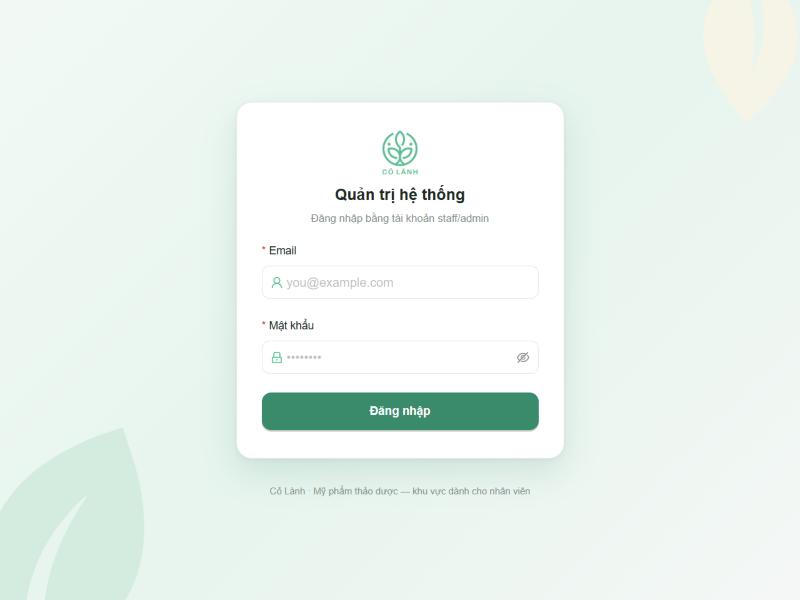 CỎ LÀNH
Quản trị hệ thống
Đăng nhập bằng tài khoản staff/admin
* Email
you@example.com
* Mật khẩu
••••••••
Đăng nhập
Cỏ Lành · Mỹ phẩm thảo dược — khu vực dành cho nhân viên